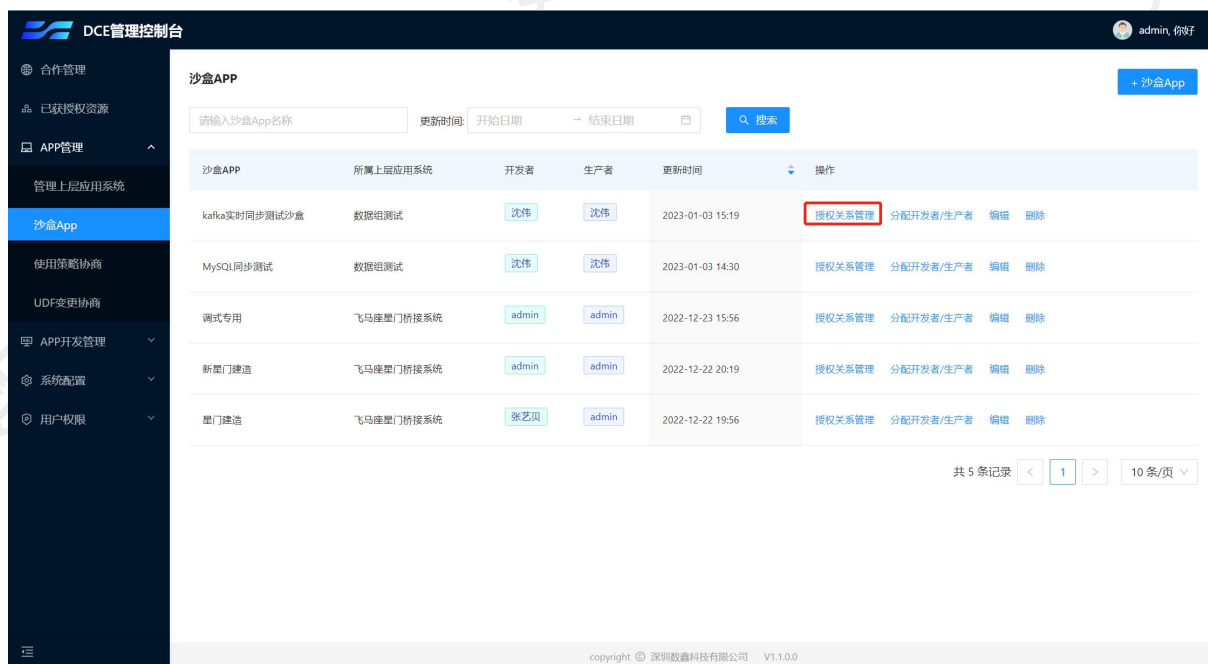 DCE管理控制台
admin, 你好
合作管理
已获授权资源
APP管理
管理上层应用系统
沙盒App
使用策略协商
UDF变更协商
APP开发管理
系统配置
用户权限
沙盒APP
+ 沙盒App
请输入沙盒App名称 更新时间: 开始日期 → 结束日期 搜索
沙盒APP 所属上层应用系统 开发者 生产者 更新时间 操作
kafka实时同步测试沙盒 数据组测试 沈伟 沈伟 2023-01-03 15:19 授权关系管理 分配开发者/生产者 编辑 删除
MySQL同步测试 数据组测试 沈伟 沈伟 2023-01-03 14:30 授权关系管理 分配开发者/生产者 编辑 删除
调式专用 飞马座星门桥接系统 admin admin 2022-12-23 15:56 授权关系管理 分配开发者/生产者 编辑 删除
新星门建造 飞马座星门桥接系统 admin admin 2022-12-22 20:19 授权关系管理 分配开发者/生产者 编辑 删除
星门建造 飞马座星门桥接系统 张艺贝 admin 2022-12-22 19:56 授权关系管理 分配开发者/生产者 编辑 删除
共 5 条记录 < 1 > 10 条/页
copyright © 深圳数鑫科技有限公司 V1.1.0.0